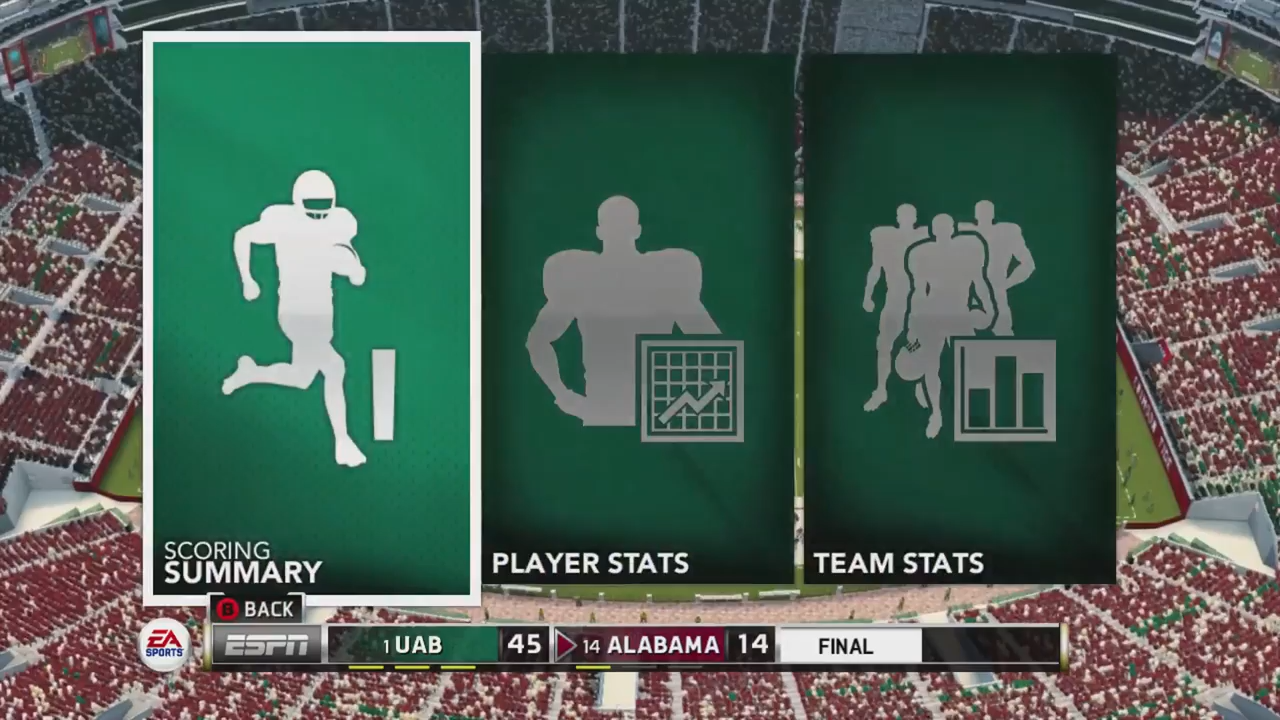 SCORING
SUMMARY
PLAYER STATS
TEAM STATS
B BACK
EA
SPORTS
ESPN
1 UAB 45
14 ALABAMA 14
FINAL